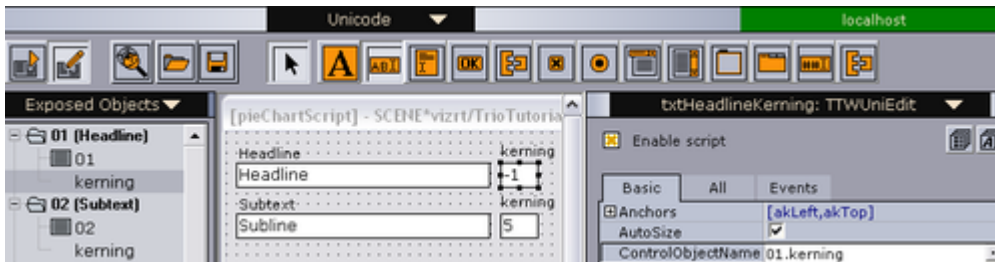 Unicode
localhost
A ABI OK
Exposed Objects
01 (Headline)
01
kerning
02 (Subtext)
02
kerning
[pieChartScript] - SCENE*vizrt/TrioTutoria
Headline kerning
Headline -1
Subtext kerning
Subline 5
txtHeadlineKerning: TTWUniEdit
Enable script
Basic All Events
Anchors [akLeft,akTop]
AutoSize
ControlObjectName 01.kerning